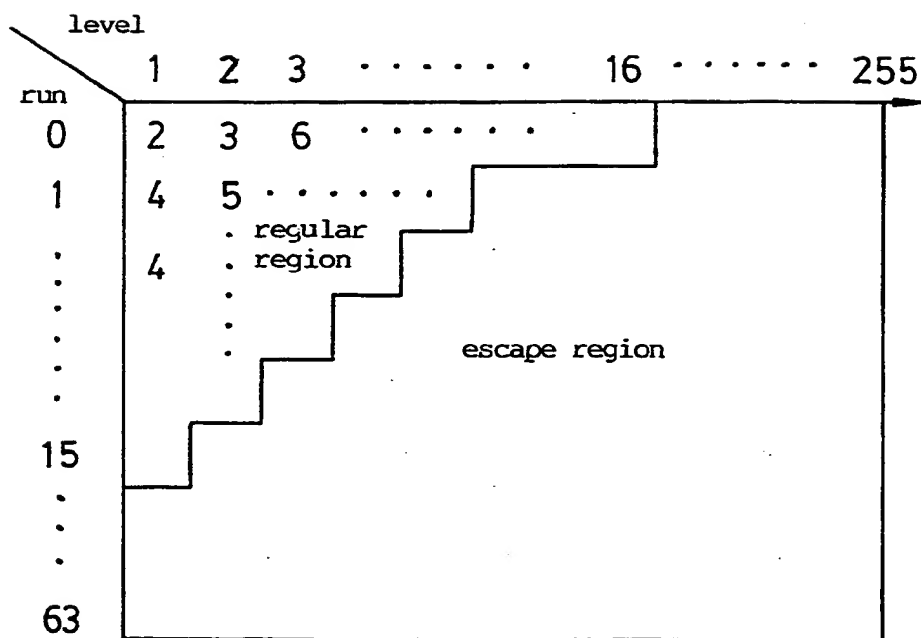 level
1 2 3 · · · · · · 16 · · · · · · 255
run
0 2 3 6 · · · · · ·
1 4 5 · · · · · ·
regular
4
region
escape region
15
63